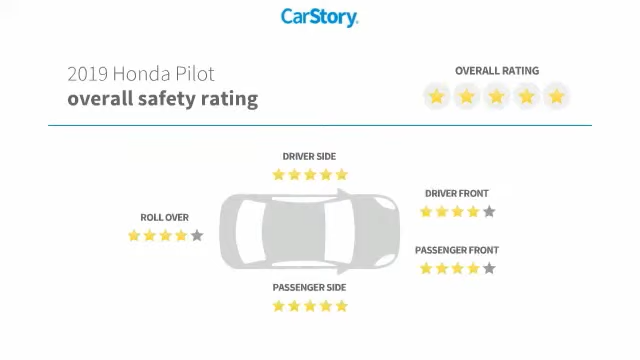 CarStory.
2019 Honda Pilot
overall safety rating
OVERALL RATING
DRIVER SIDE
DRIVER FRONT
ROLL OVER
PASSENGER FRONT
PASSENGER SIDE